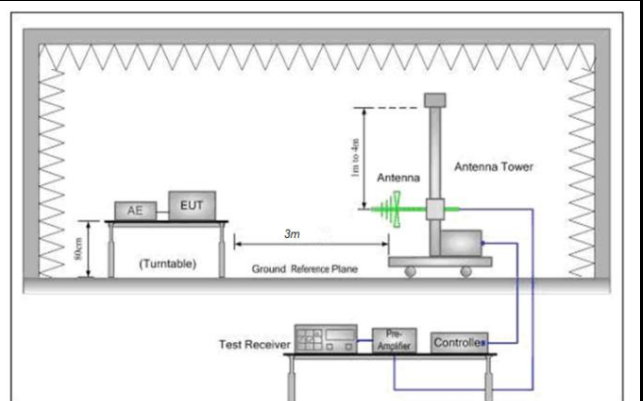 1m to 4m
Antenna
Antenna Tower
AE
EUT
80cm
3m
(Turntable)
Ground Reference Plane
Test Receiver
Pre-
Amplifier
Controller